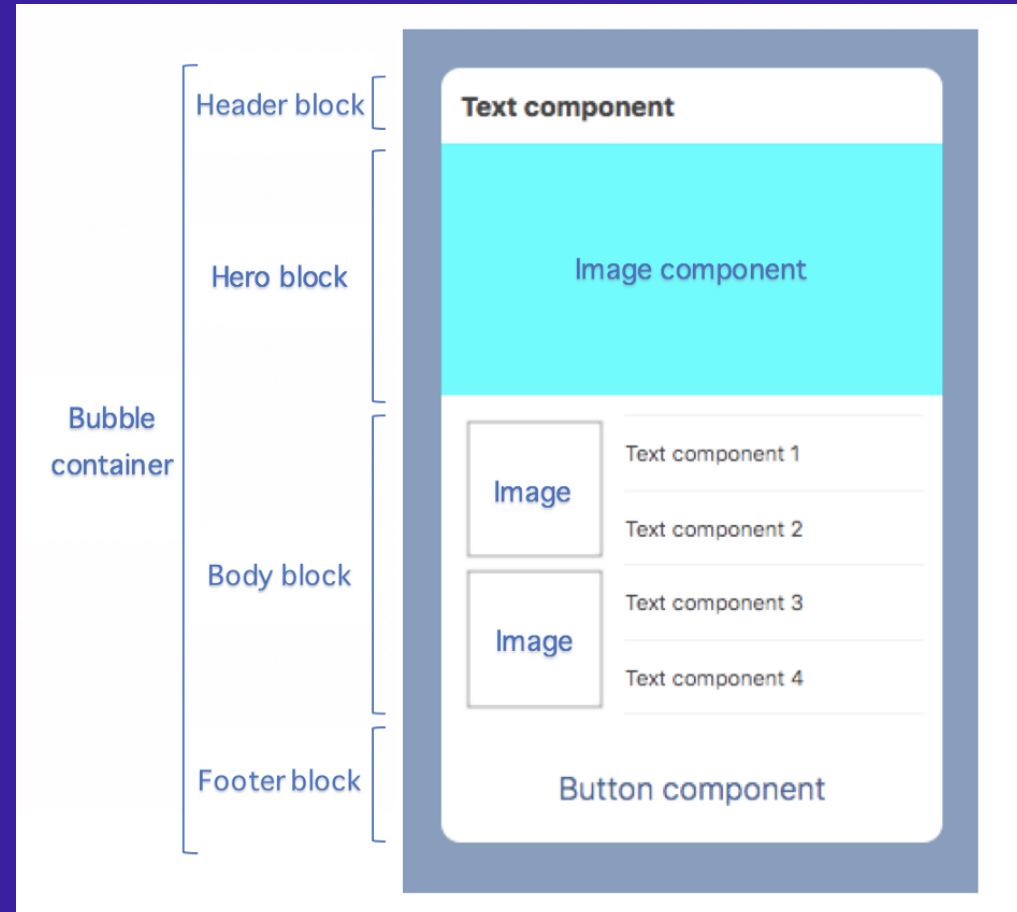 Header block
Text component
Hero block
Image component
Bubble
container
Body block
Image
Text component 1
Text component 2
Image
Text component 3
Text component 4
Footer block
Button component